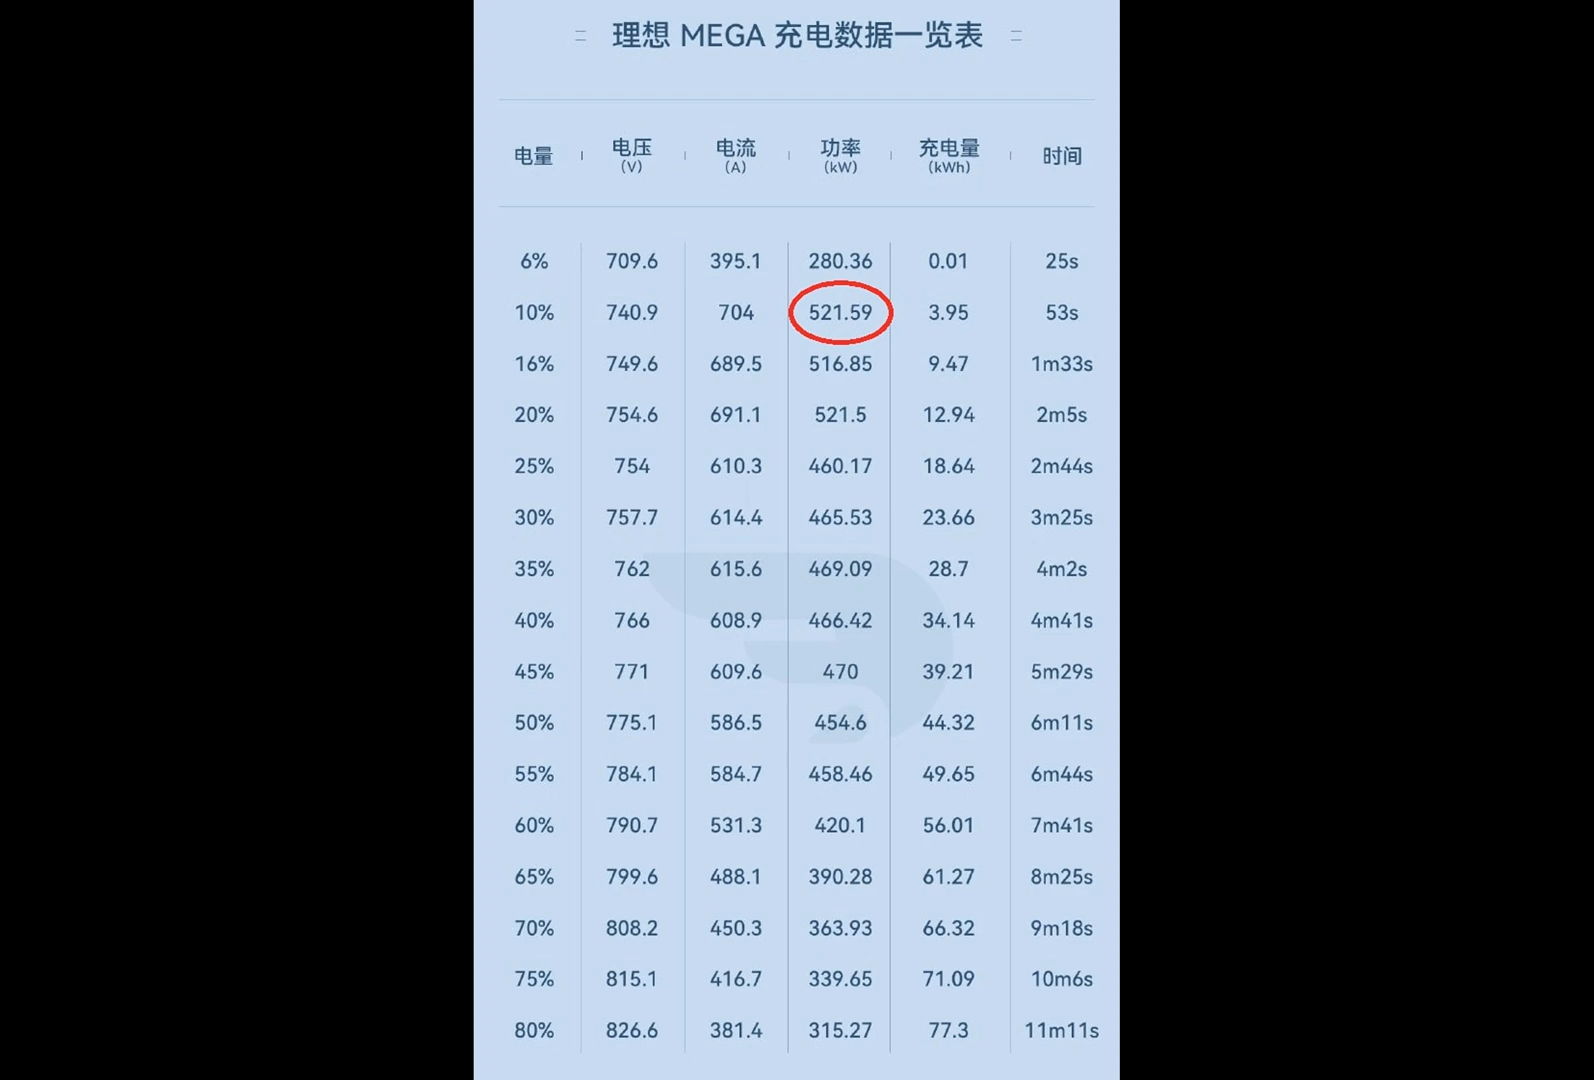 理想 MEGA 充电数据一览表
电量 电压 (V) 电流 (A) 功率 (kW) 充电量 (kWh) 时间
6% 709.6 395.1 280.36 0.01 25s
10% 740.9 704 521.59 3.95 53s
16% 749.6 689.5 516.85 9.47 1m33s
20% 754.6 691.1 521.5 12.94 2m5s
25% 754 610.3 460.17 18.64 2m44s
30% 757.7 614.4 465.53 23.66 3m25s
35% 762 615.6 469.09 28.7 4m2s
40% 766 608.9 466.42 34.14 4m41s
45% 771 609.6 470 39.21 5m29s
50% 775.1 586.5 454.6 44.32 6m11s
55% 784.1 584.7 458.46 49.65 6m44s
60% 790.7 531.3 420.1 56.01 7m41s
65% 799.6 488.1 390.28 61.27 8m25s
70% 808.2 450.3 363.93 66.32 9m18s
75% 815.1 416.7 339.65 71.09 10m6s
80% 826.6 381.4 315.27 77.3 11m11s